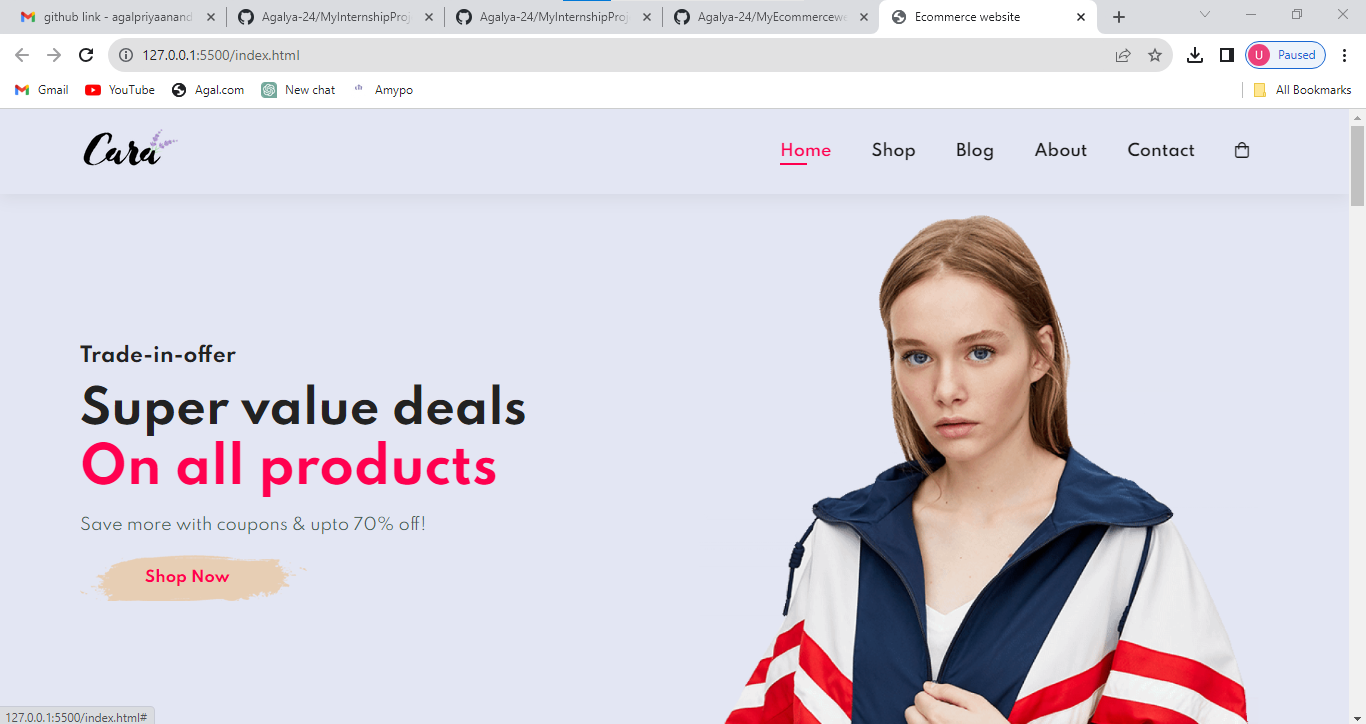 github link - agalpriyaanand
Agalya-24/MyInternshipProj
Agalya-24/MyInternshipProj
Agalya-24/MyEcommercewe
Ecommerce website
127.0.0.1:5500/index.html
U Paused
Gmail YouTube Agal.com New chat Amypo All Bookmarks
Cara
Home Shop Blog About Contact
Trade-in-offer
Super value deals
On all products
Save more with coupons & upto 70% off!
Shop Now
127.0.0.1:5500/index.html#